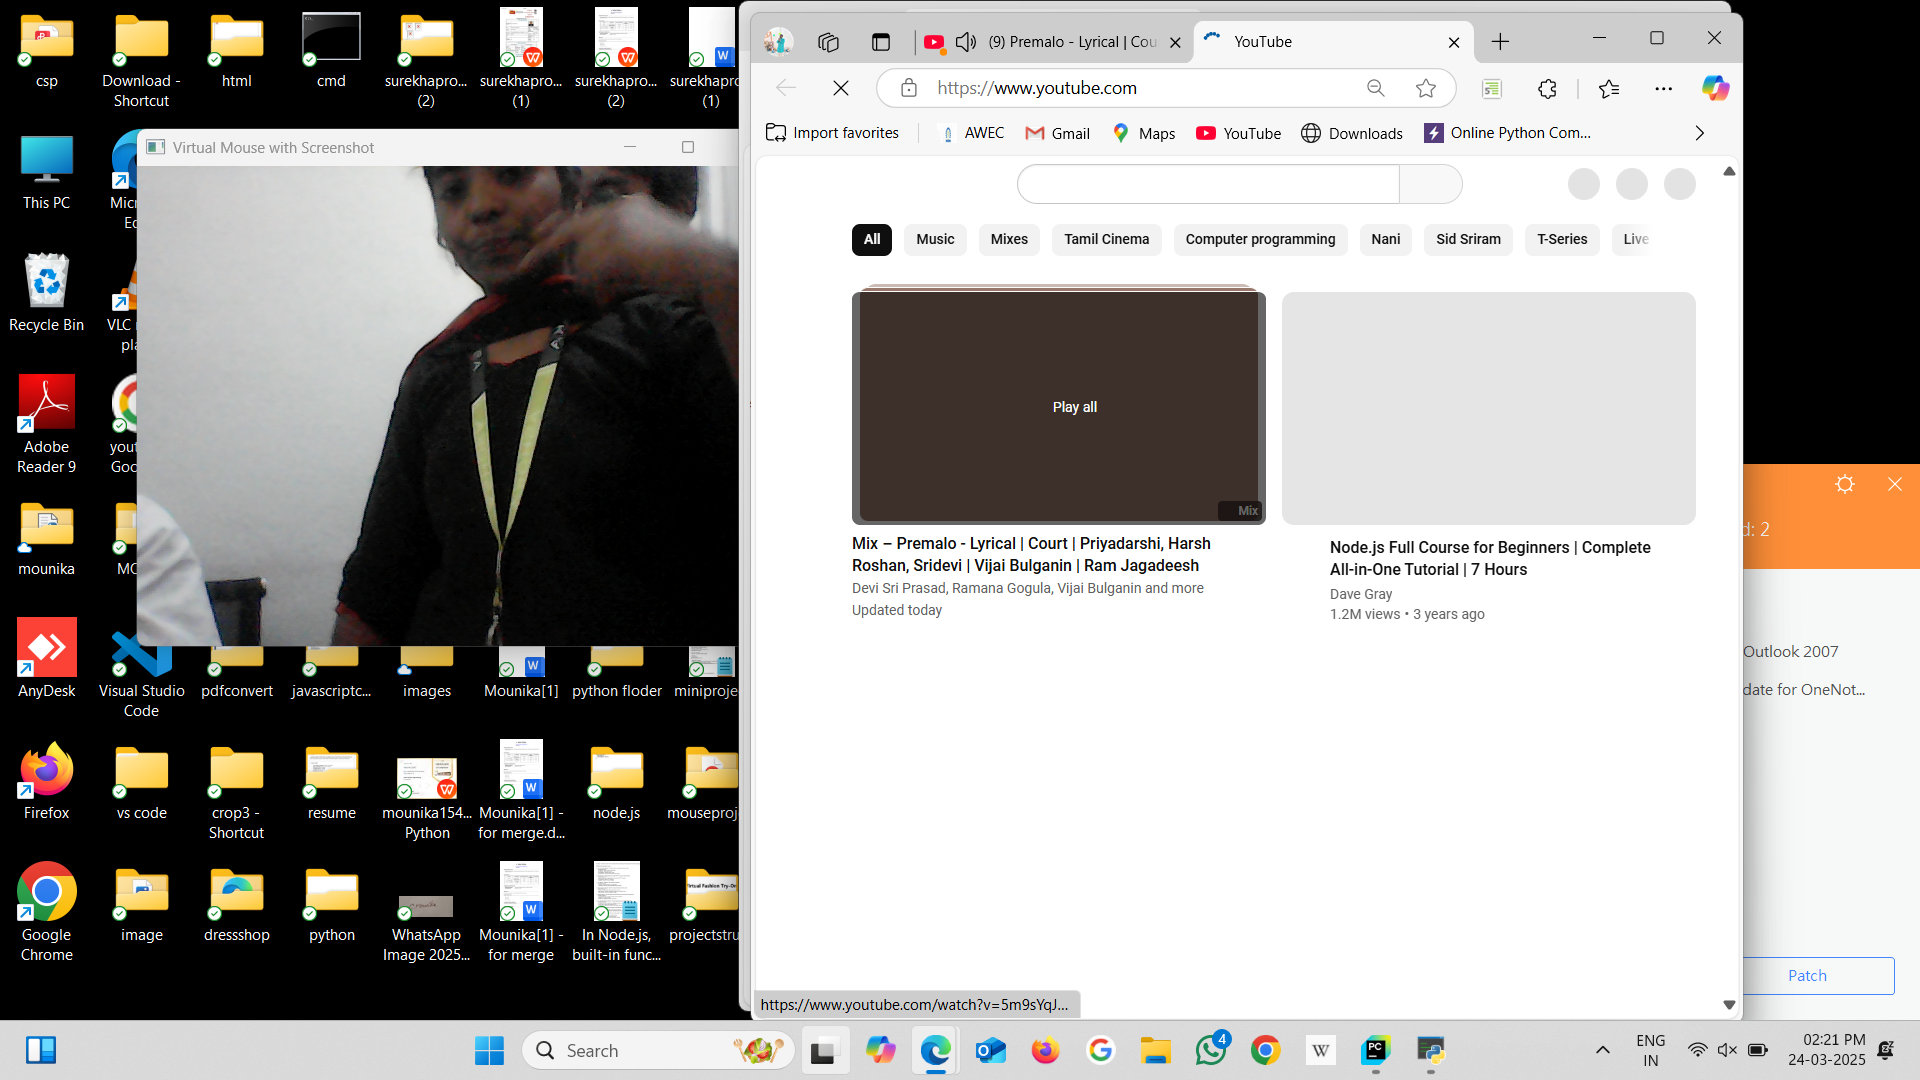 csp
Download -
Shortcut
html
cmd
surekhapro...
(2)
surekhapro...
(1)
surekhapro...
(2)
surekhapro
(1)
This PC
Micr
Ed
Recycle Bin
VLC
pla
Adobe
Reader 9
yout
Goo
mounika
MC
AnyDesk
Visual Studio
Code
pdfconvert
javascriptc...
images
Mounika[1]
python floder
miniproje
Firefox
vs code
crop3 -
Shortcut
resume
mounika154...
Python
Mounika[1] -
for merge.d...
node.js
mouseproj
Google
Chrome
image
dressshop
python
WhatsApp
Image 2025...
Mounika[1] -
for merge
In Node.js,
built-in func...
projectstru
Virtual Mouse with Screenshot
(9) Premalo - Lyrical | Cou
YouTube
https://www.youtube.com
Import favorites
AWEC
Gmail
Maps
YouTube
Downloads
Online Python Com...
All
Music
Mixes
Tamil Cinema
Computer programming
Nani
Sid Sriram
T-Series
Live
Play all
Mix
Mix – Premalo - Lyrical | Court | Priyadarshi, Harsh
Roshan, Sridevi | Vijai Bulganin | Ram Jagadeesh
Devi Sri Prasad, Ramana Gogula, Vijai Bulganin and more
Updated today
Node.js Full Course for Beginners | Complete
All-in-One Tutorial | 7 Hours
Dave Gray
1.2M views • 3 years ago
https://www.youtube.com/watch?v=5m9sYqJ...
d: 2
Outlook 2007
date for OneNot...
Patch
Search
4
ENG
IN
02:21 PM
24-03-2025